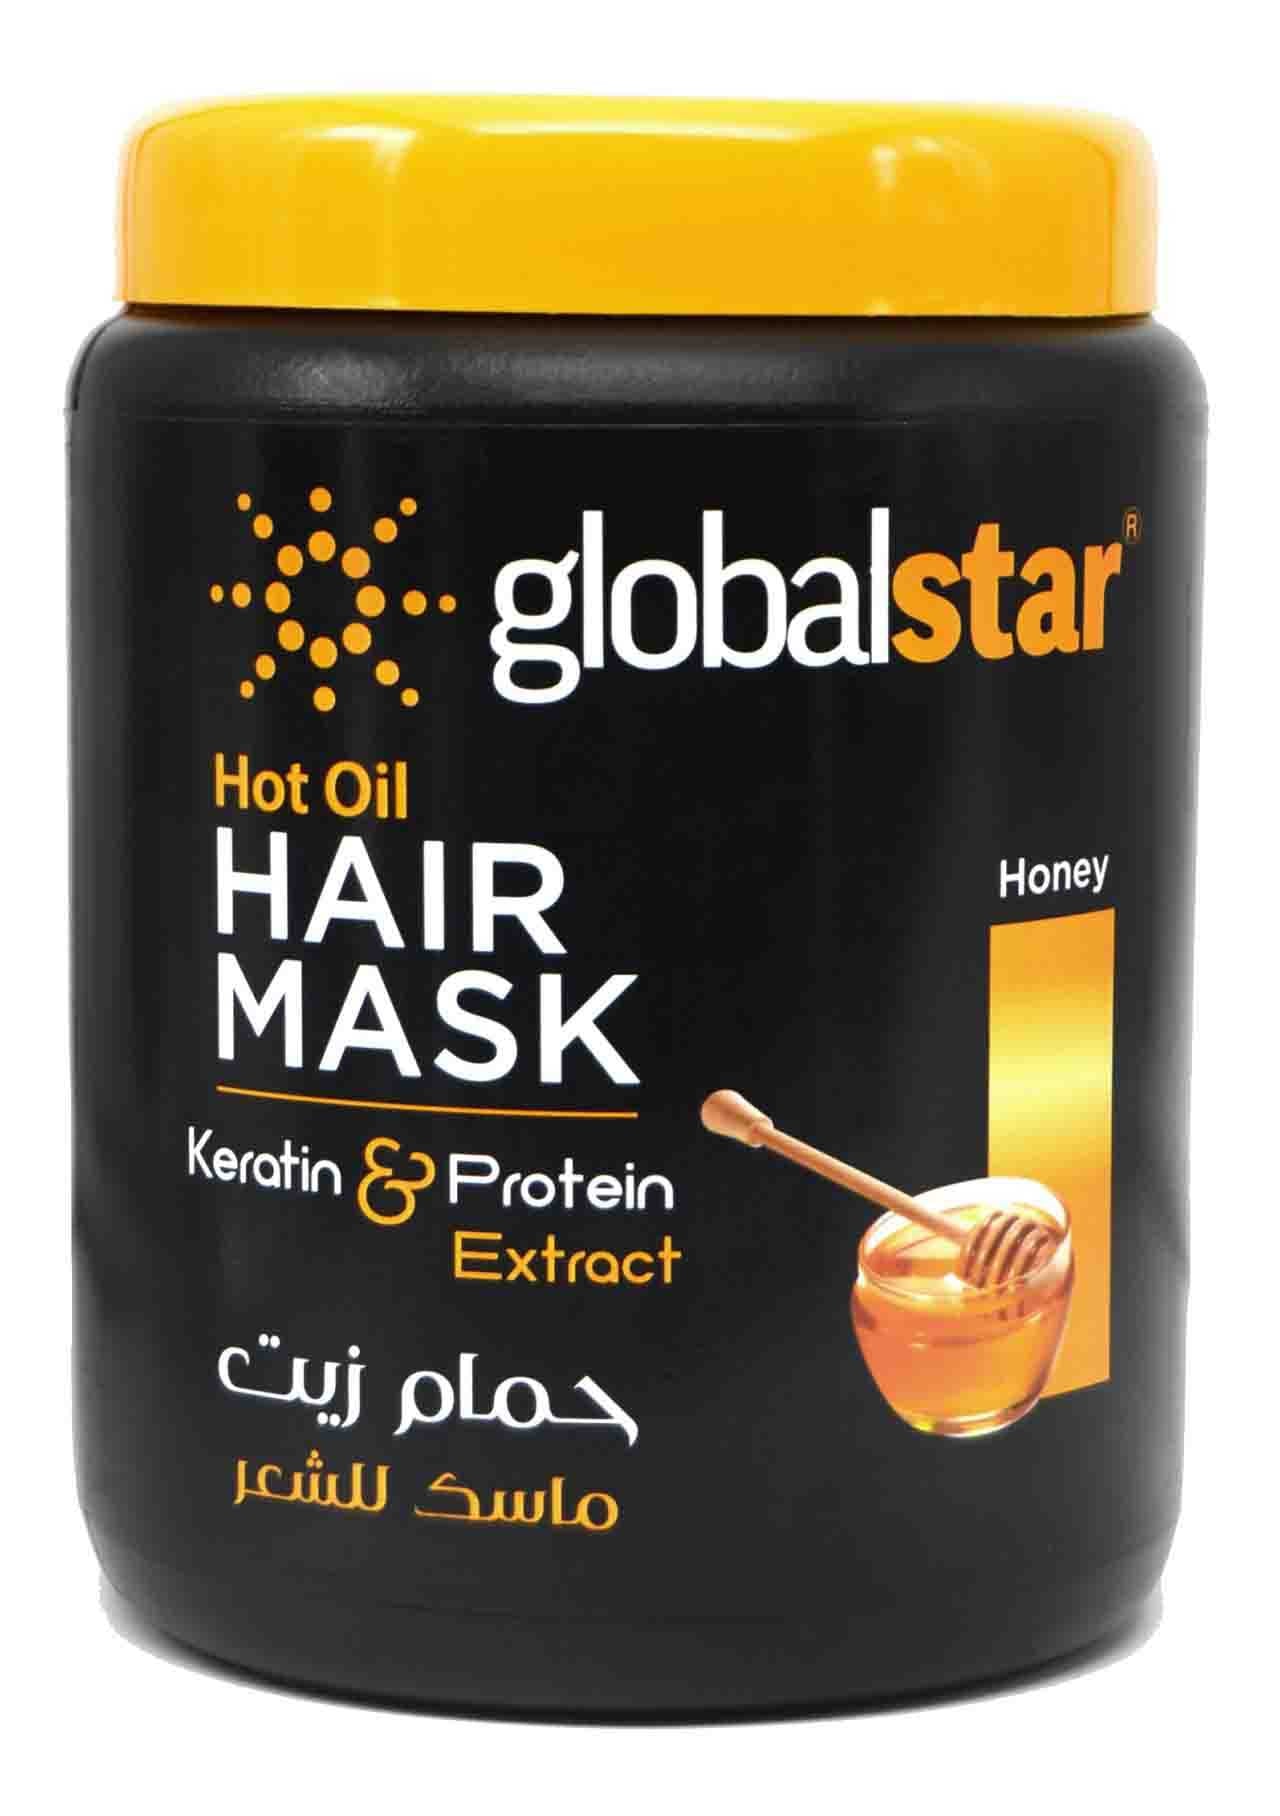 globalstar®
Hot Oil
HAIR
MASK
Honey
Keratin & Protein
Extract
حمام زيت
ماسك للشعر